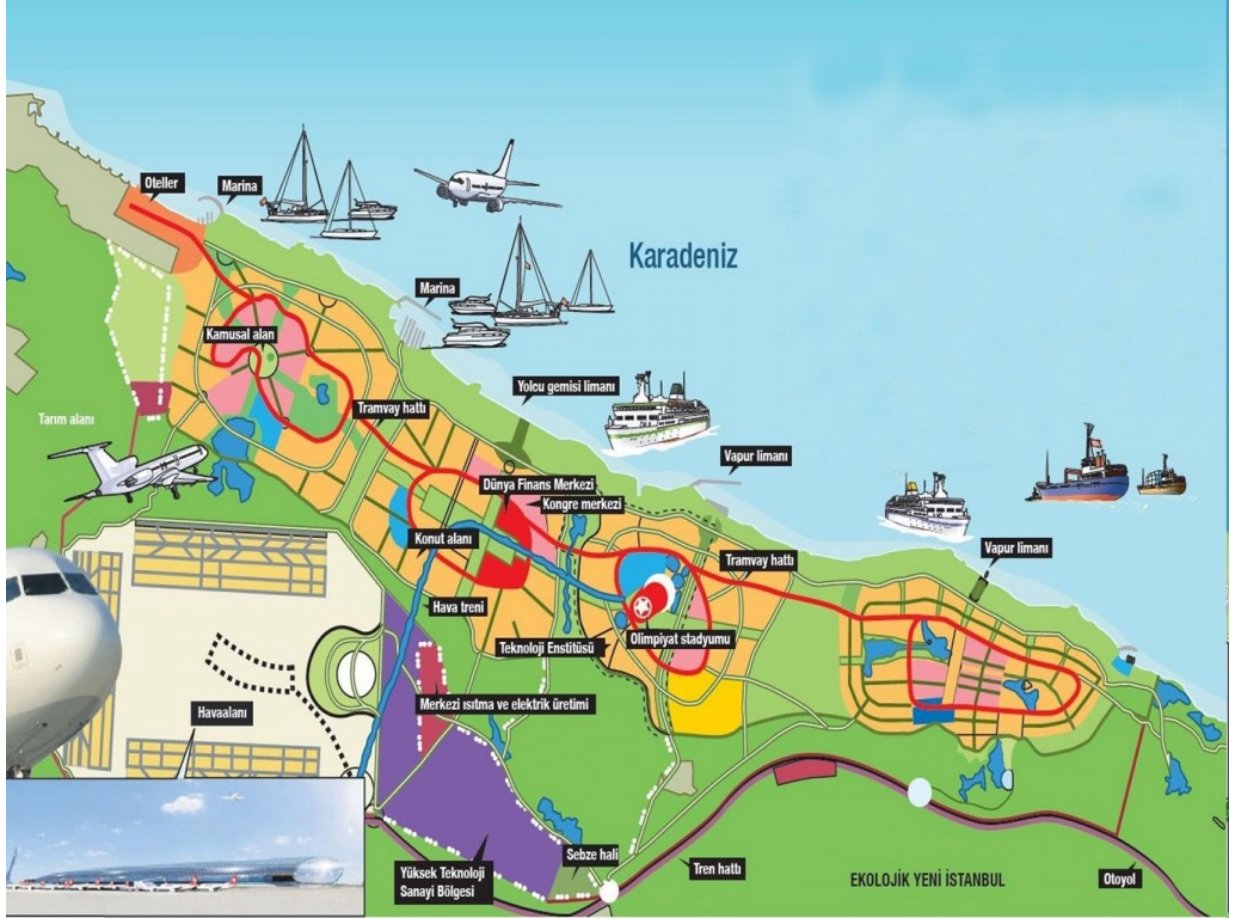 Oteller
Marina
Karadeniz
Marina
Kamusal alan
Yolcu gemisi limanı
Tarım alanı
Tramvay hattı
Vapur limanı
Dünya Finans Merkezi
Kongre merkezi
Konut alanı
Vapur limanı
Tramvay hattı
Hava treni
Olimpiyat stadyumu
Teknoloji Enstitüsü
Merkezi ısıtma ve elektrik üretimi
Havaalanı
Sebze hali
Yüksek Teknoloji
Sanayi Bölgesi
Tren hattı
EKOLOJİK YENİ İSTANBUL
Otoyol